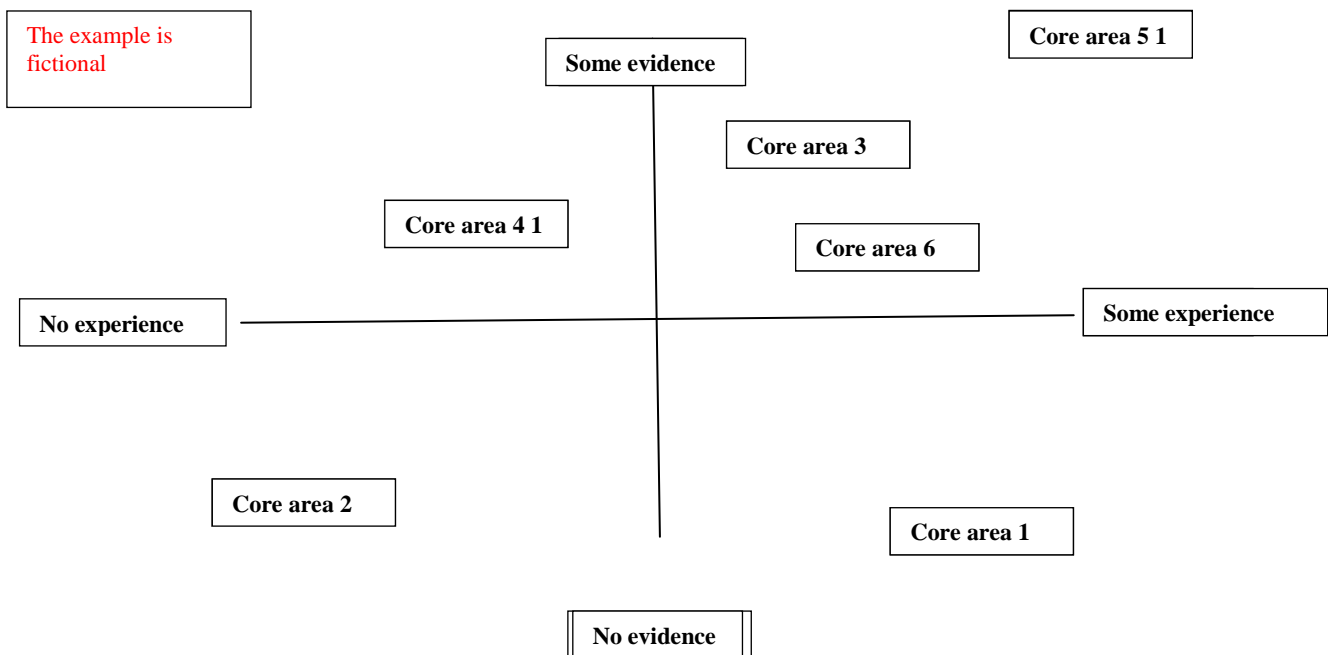 The example is
fictional
Core area 5 1
Some evidence
Core area 3
Core area 4 1
Core area 6
No experience
Some experience
Core area 2
Core area 1
No evidence